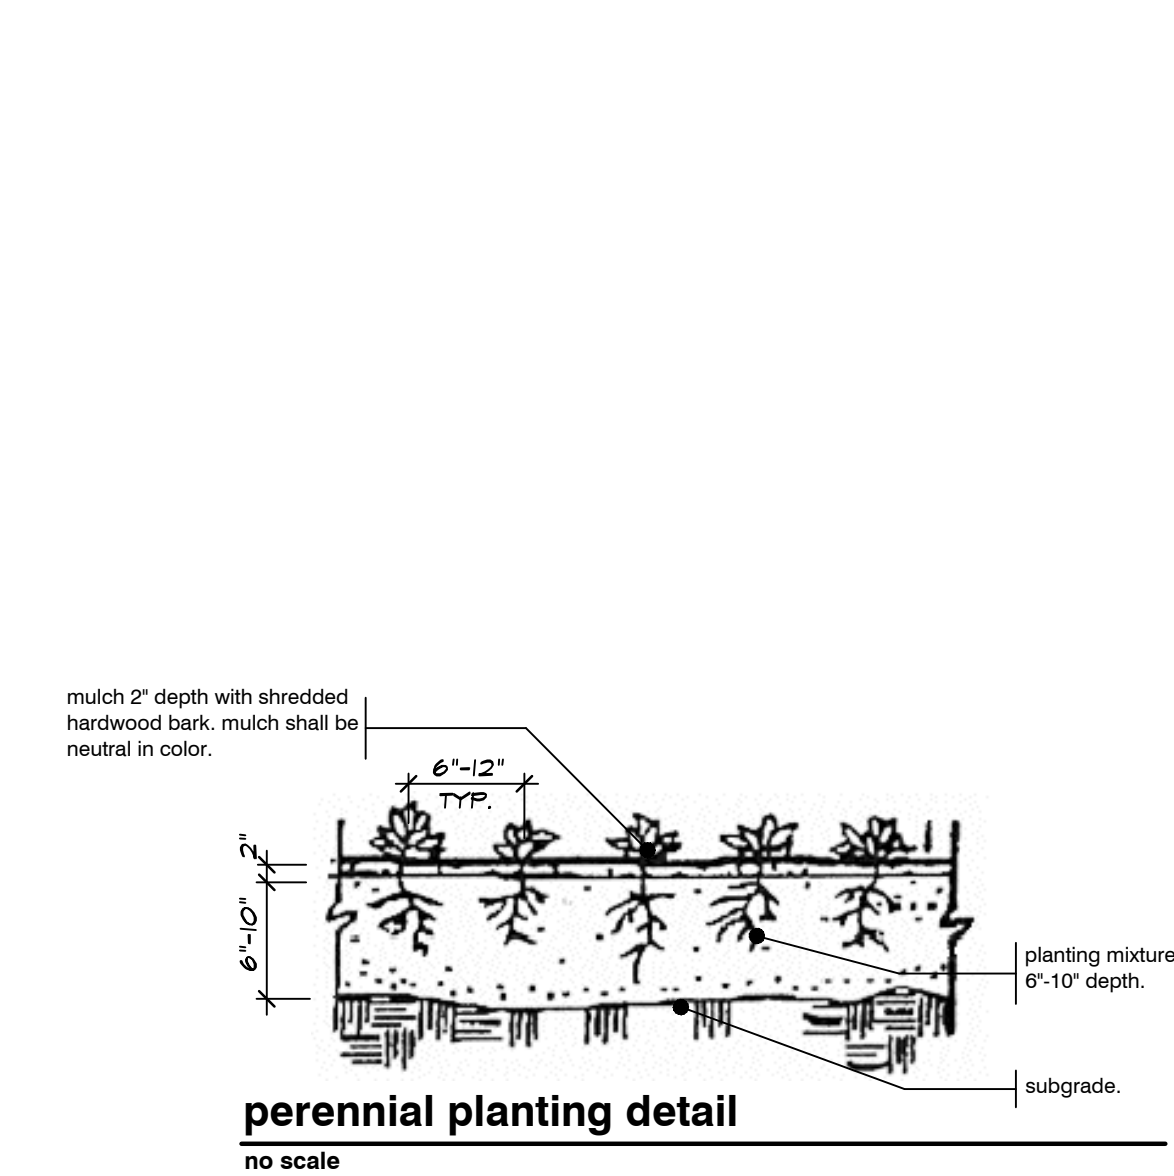 mulch 2" depth with shredded
hardwood bark. mulch shall be
neutral in color.
6"-12"
TYP.
2"
6"-10"
planting mixture
6"-10" depth.
subgrade.
perennial planting detail
no scale